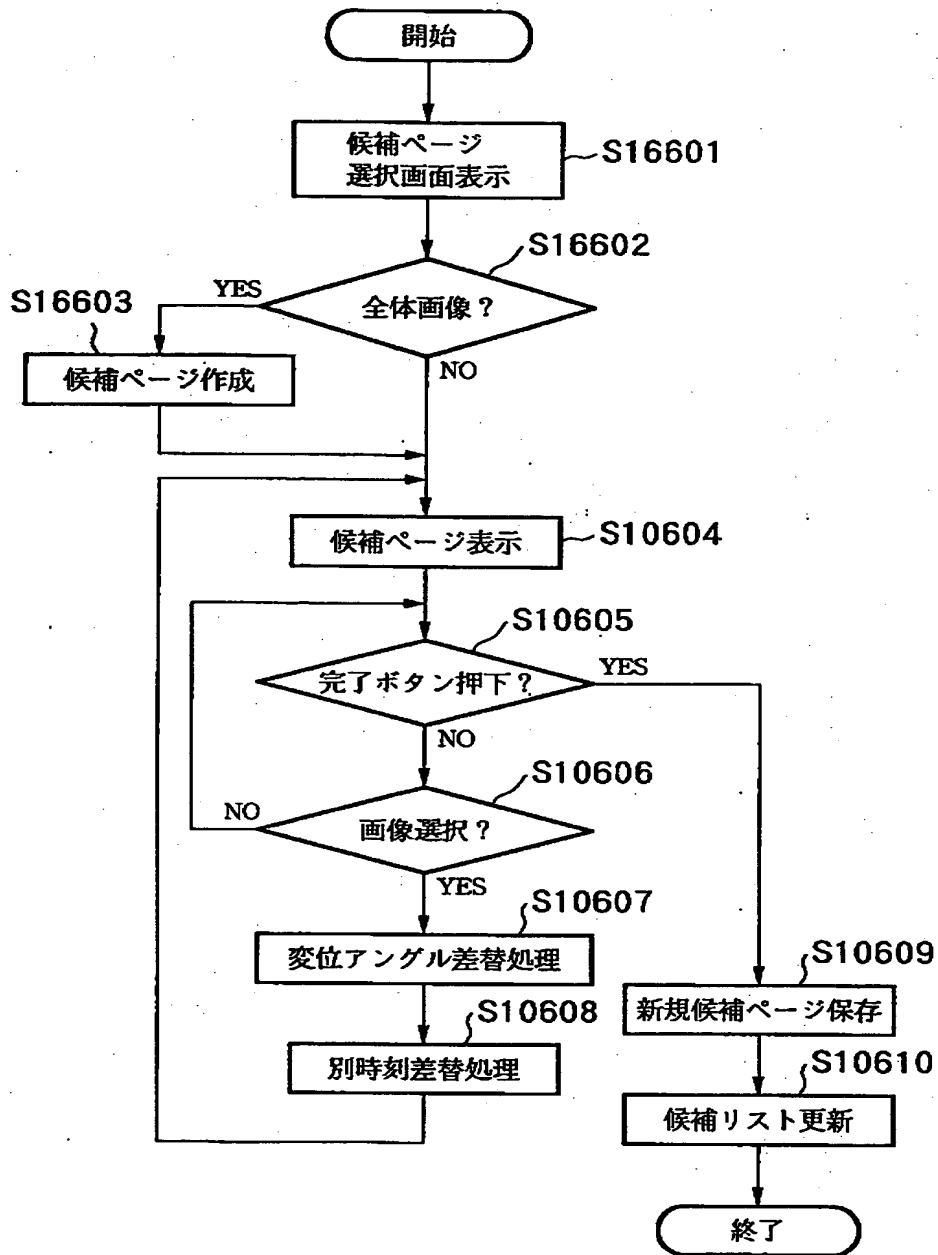 開始
候補ページ
選択画面表示
S16601
S16602
YES
全体画像？
NO
S16603
候補ページ作成
候補ページ表示
S10604
S10605
完了ボタン押下？
YES
NO
S10606
画像選択？
NO
YES
S10607
変位アングル差替処理
S10608
別時刻差替処理
S10609
新規候補ページ保存
S10610
候補リスト更新
終了